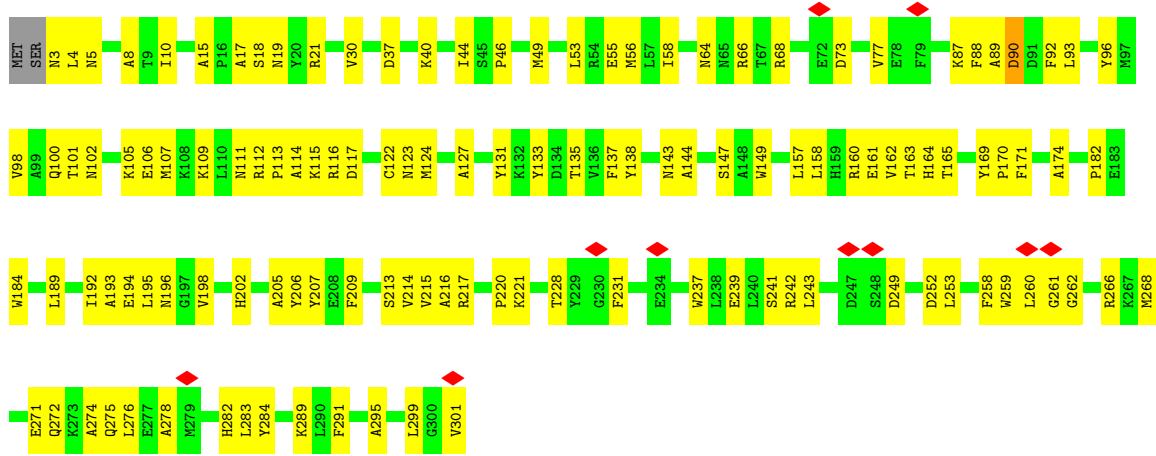 MET SER N3 L4 N5 A8 T9 I10 A15 P16 A17 S18 N19 Y20 R21 V30 D37 K40 I44 S45 P46 M49 L53 R54 E55 M56 L57 I58 N64 N65 R66 T67 R68 E72 D73 V77 E78 F79 K87 F88 A89 D90 D91 F92 L93 Y96 M97
V98 A99 Q100 T101 N102 K105 E106 M107 K108 K109 L110 N111 R112 P113 A114 K115 R116 D117 C122 N123 M124 A127 Y131 K132 Y133 D134 T135 V136 F137 Y138 N143 A144 S147 A148 W149 L157 L158 H159 R160 E161 V162 T163 H164 T165 Y169 P170 F171 A174 P182 E183
W184 L189 I192 A193 E194 L195 N196 G197 V198 H202 A205 Y206 Y207 E208 F209 S213 V214 V215 A216 R217 P220 K221 T228 Y229 G230 F231 E234 W237 L238 E239 L240 S241 R242 L243 D247 S248 D249 D252 L253 F258 W259 L260 G261 G262 R266 K267 M268
E271 Q272 K273 A274 Q275 L276 E277 A278 M279 H282 L283 Y284 K289 L290 F291 A295 L299 G300 V301